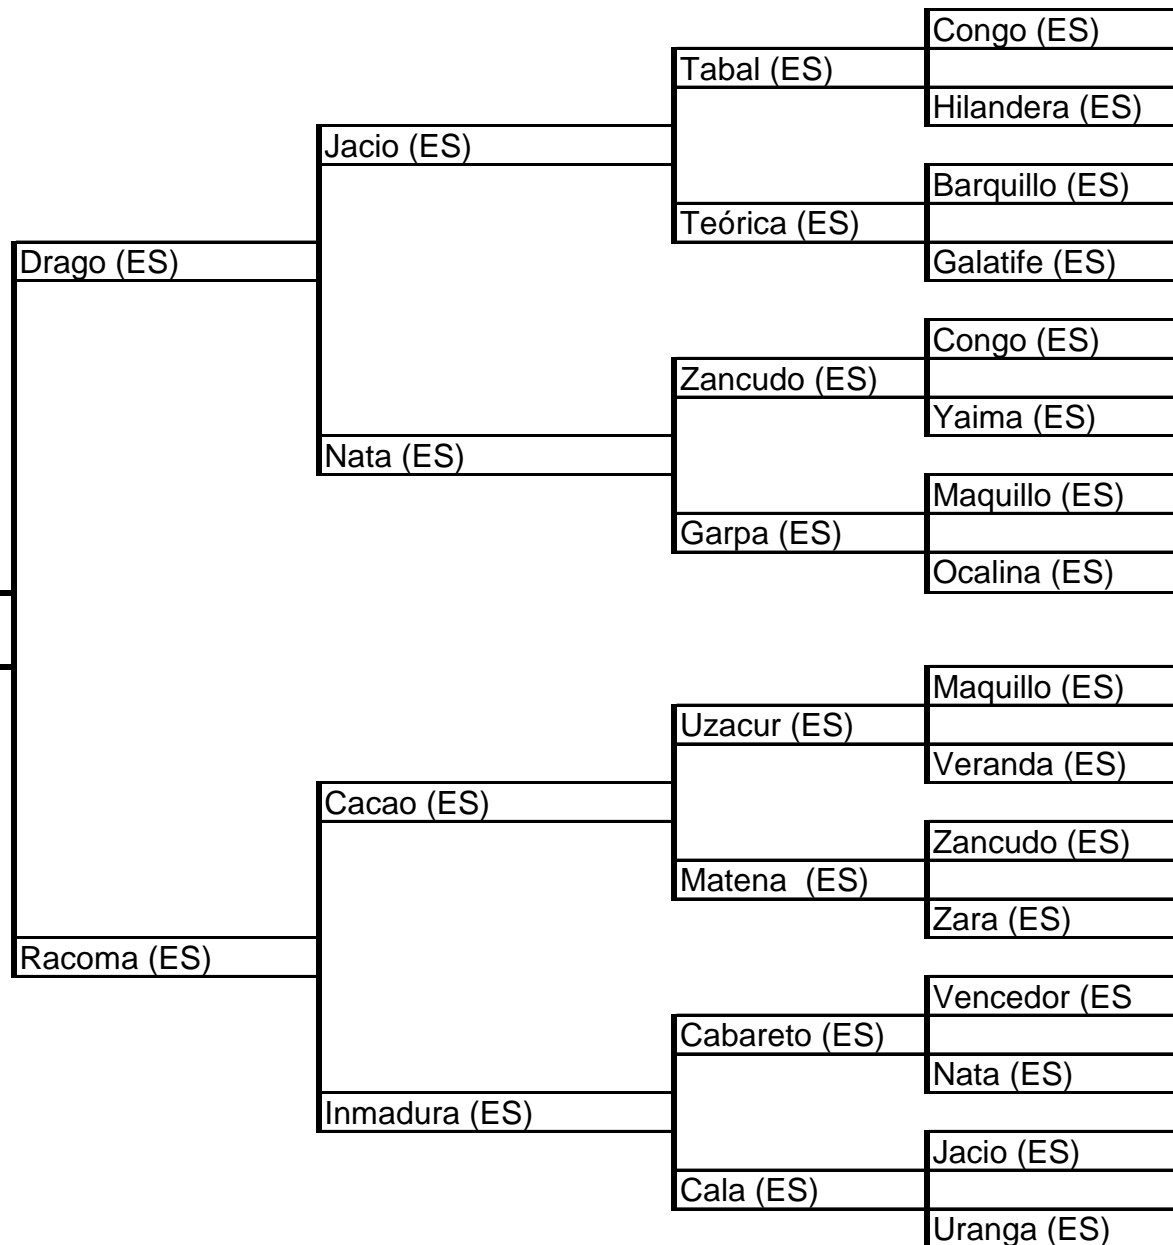 Congo (ES)
Tabal (ES)
Hilandera (ES)
Jacio (ES)
Barquillo (ES)
Teórica (ES)
Galatife (ES)
Drago (ES)
Congo (ES)
Zancudo (ES)
Yaima (ES)
Nata (ES)
Maquillo (ES)
Garpa (ES)
Ocalina (ES)
Maquillo (ES)
Uzacur (ES)
Veranda (ES)
Cacao (ES)
Zancudo (ES)
Matena  (ES)
Zara (ES)
Racoma (ES)
Vencedor (ES
Cabareto (ES)
Nata (ES)
Inmadura (ES)
Jacio (ES)
Cala (ES)
Uranga (ES)